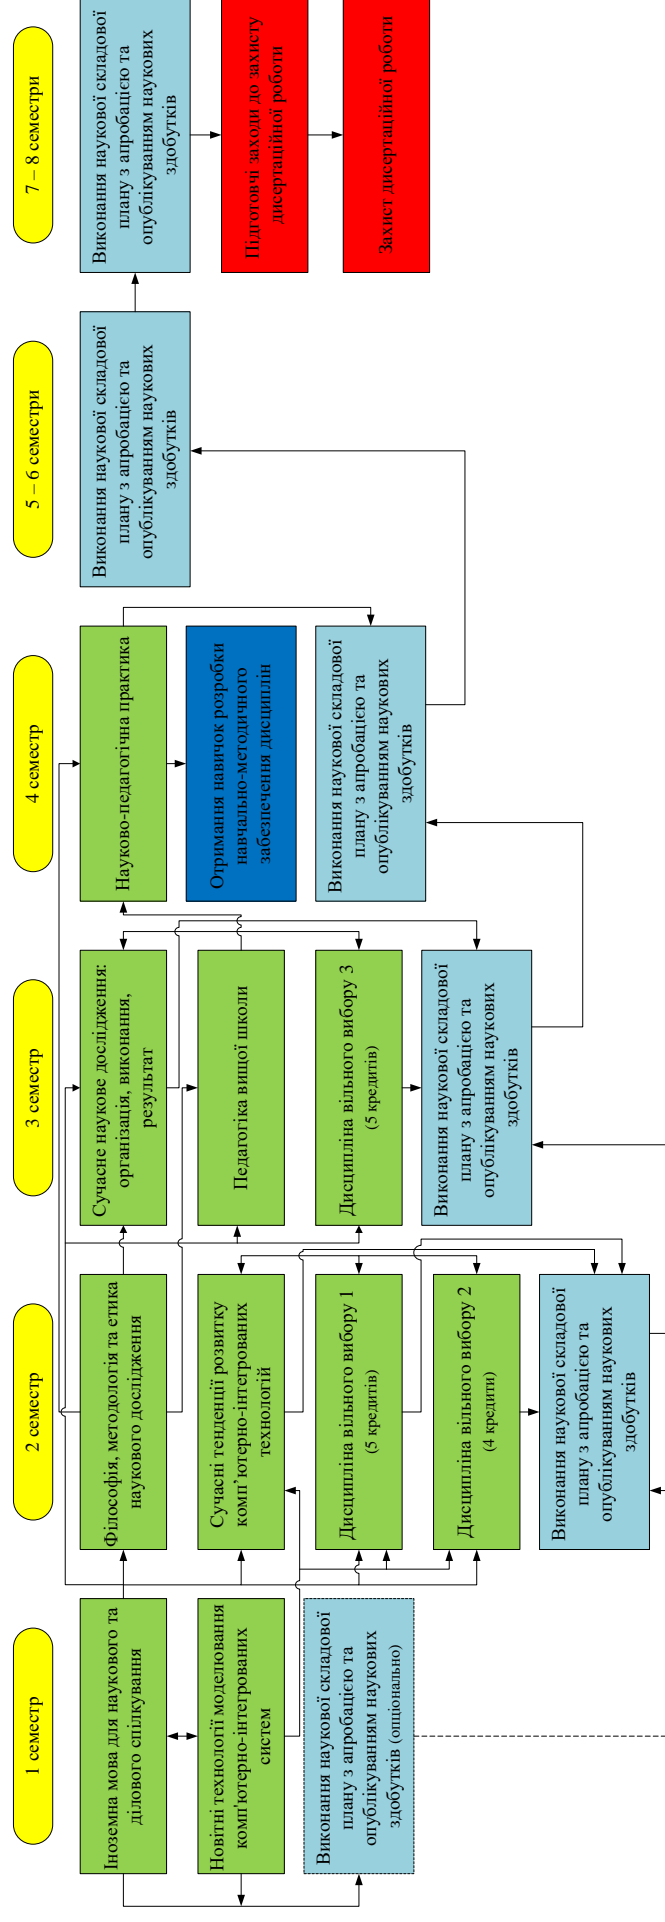 1 семестр
Іноземна мова для наукового та
ділового спілкування
Новітні технології моделювання
комп'ютерно-інтегрованих
систем
Виконання наукової складової
плану з апробацією та
опублікуванням наукових
здобутків (опціонально)
2 семестр
Філософія, методологія та етика
наукового дослідження
Сучасні тенденції розвитку
комп’ютерно-інтегрованих
технологій
Дисципліна вільного вибору 1
(5 кредитів)
Дисципліна вільного вибору 2
(4 кредити)
Виконання наукової складової
плану з апробацією та
опублікуванням наукових
здобутків
3 семестр
Сучасне наукове дослідження:
організація, виконання,
результат
Педагогіка вищої школи
Дисципліна вільного вибору 3
(5 кредитів)
Виконання наукової складової
плану з апробацією та
опублікуванням наукових
здобутків
4 семестр
Науково-педагогічна практика
Отримання навичок розробки
навчально-методичного
забезпечення дисциплін
Виконання наукової складової
плану з апробацією та
опублікуванням наукових
здобутків
5 – 6 семестри
Виконання наукової складової
плану з апробацією та
опублікуванням наукових
здобутків
7 – 8 семестри
Виконання наукової складової
плану з апробацією та
опублікуванням наукових
здобутків
Підготовчі заходи до захисту
дисертаційної роботи
Захист дисертаційної роботи